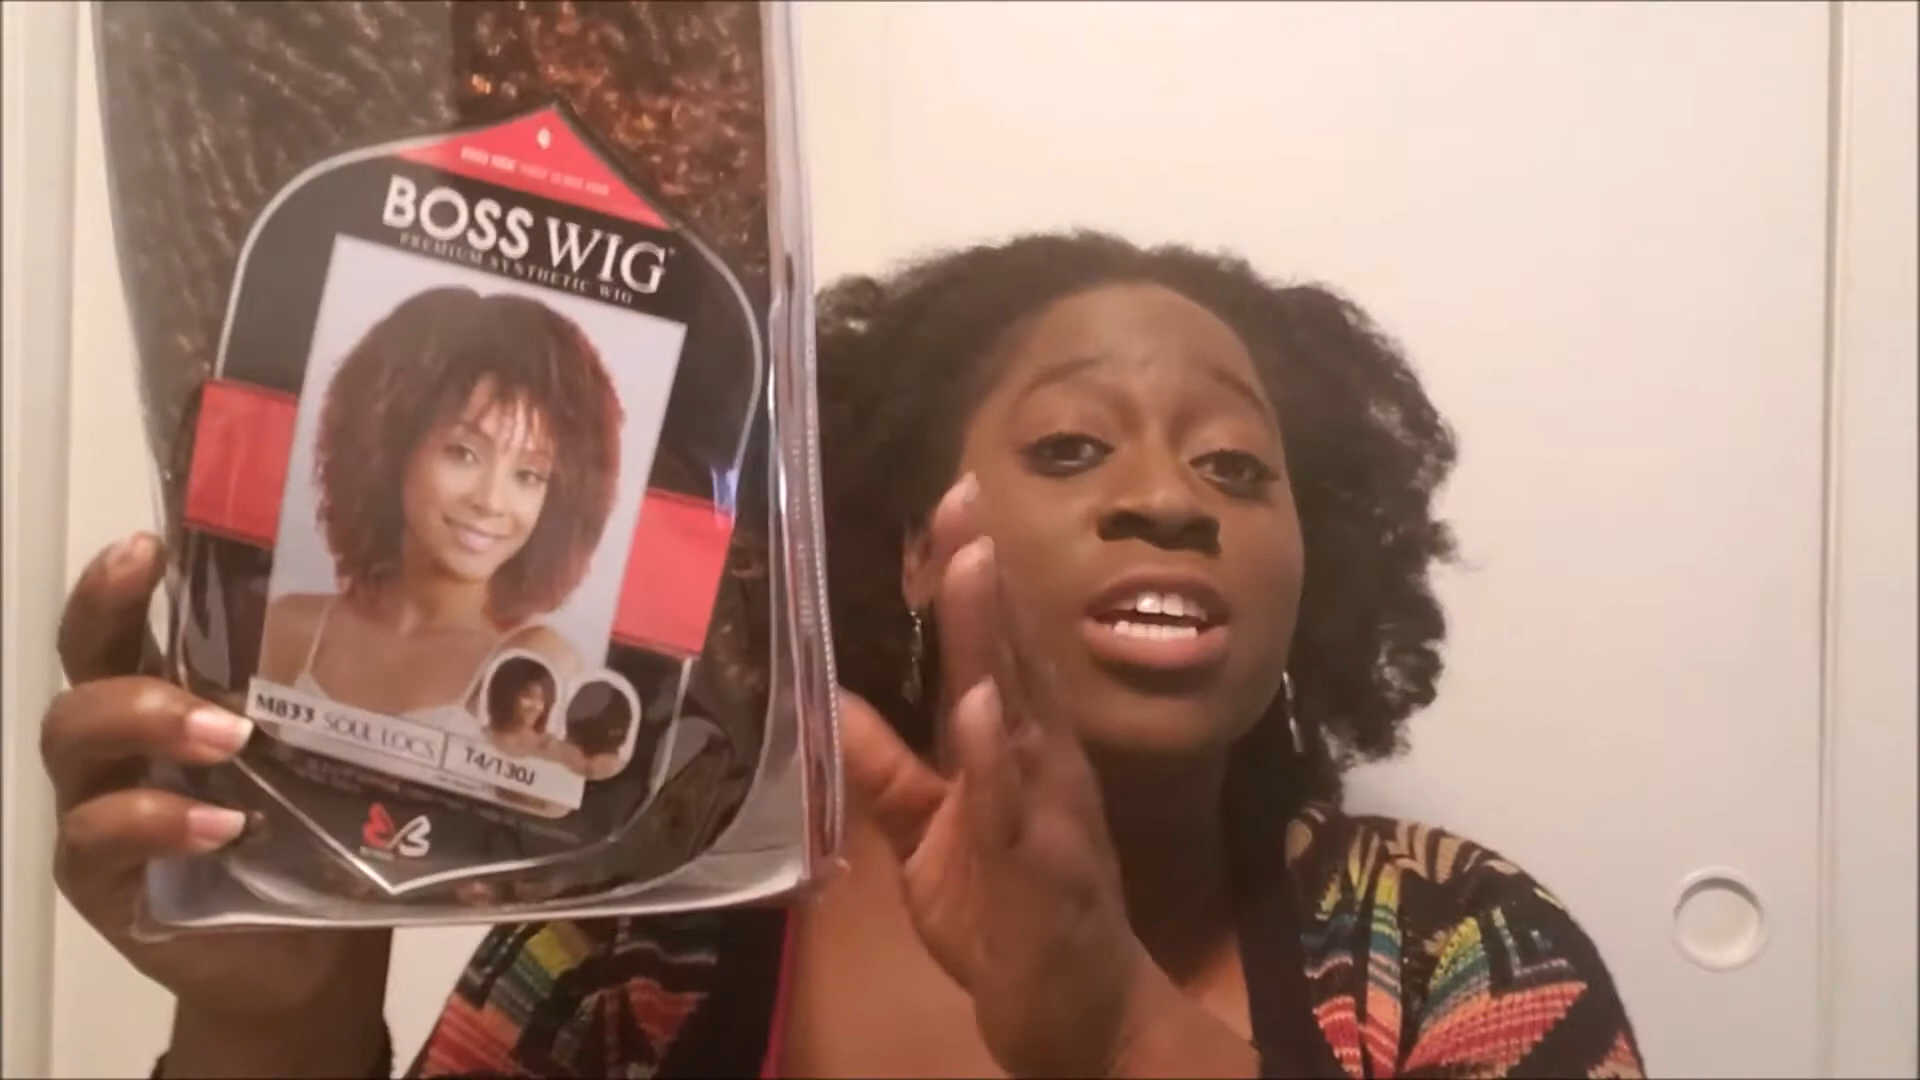 BOSS WIG
PREMIUM SYNTHETIC WIG
MB33 SOUL LOCS
T4/130J